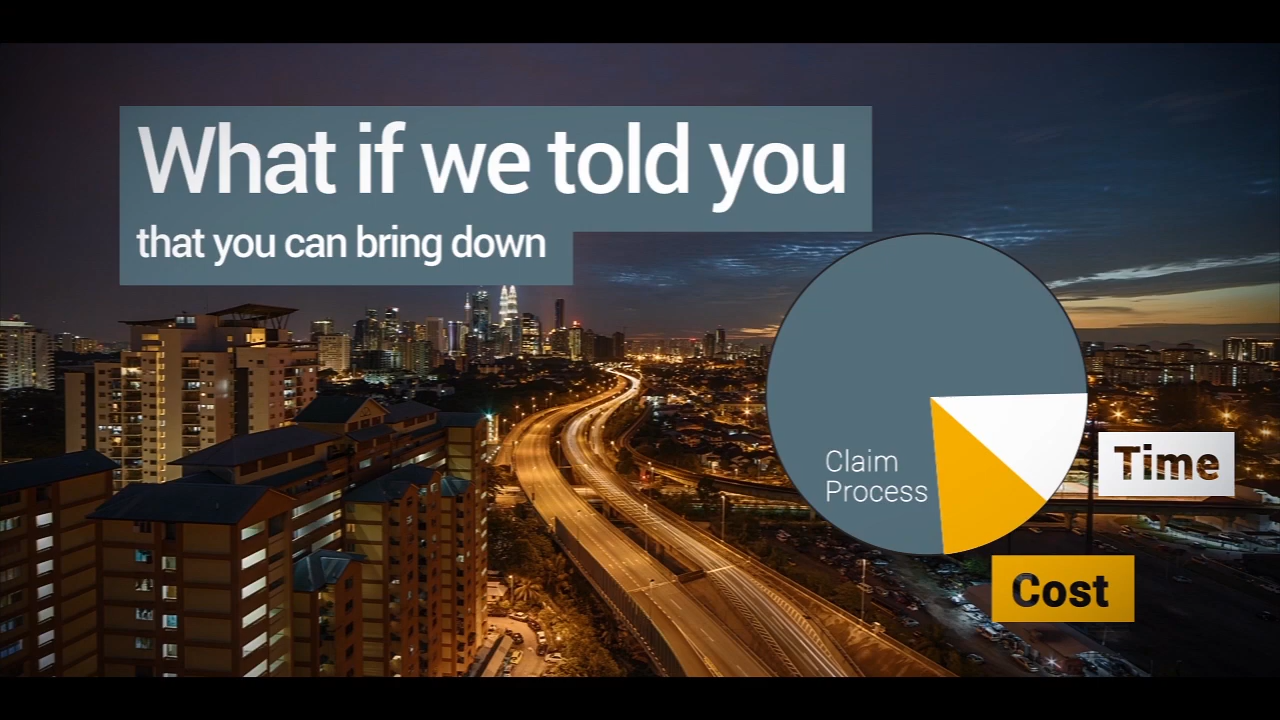 What if we told you
that you can bring down
Claim
Process
Time
Cost